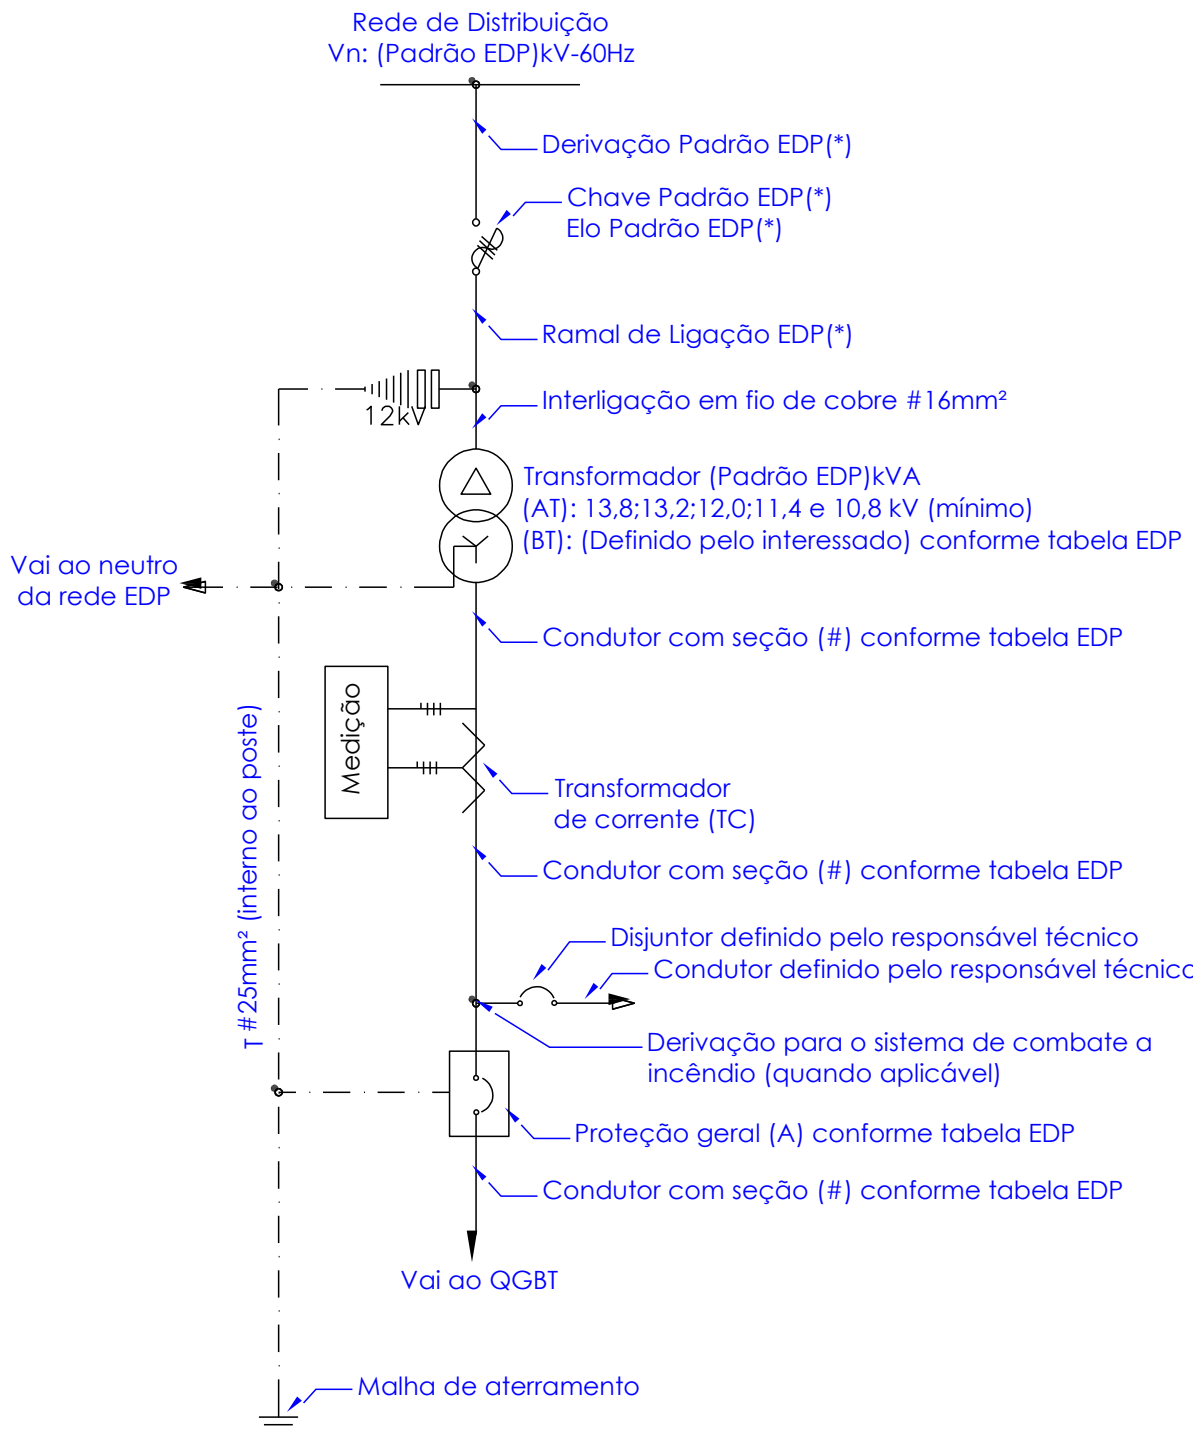 Rede de Distribuição
Vn: (Padrão EDP)kV-60Hz
Derivação Padrão EDP(*)
Chave Padrão EDP(*)
Elo Padrão EDP(*)
Ramal de Ligação EDP(*)
12kV
Interligação em fio de cobre #16mm²
Transformador (Padrão EDP)kVA
(AT): 13,8;13,2;12,0;11,4 e 10,8 kV (mínimo)
(BT): (Definido pelo interessado) conforme tabela EDP
Vai ao neutro
da rede EDP
Condutor com seção (#) conforme tabela EDP
Medição
Transformador
de corrente (TC)
T #25mm² (interno ao poste)
Condutor com seção (#) conforme tabela EDP
Disjuntor definido pelo responsável técnico
Condutor definido pelo responsável técnico
Derivação para o sistema de combate a
incêndio (quando aplicável)
Proteção geral (A) conforme tabela EDP
Condutor com seção (#) conforme tabela EDP
Vai ao QGBT
Malha de aterramento